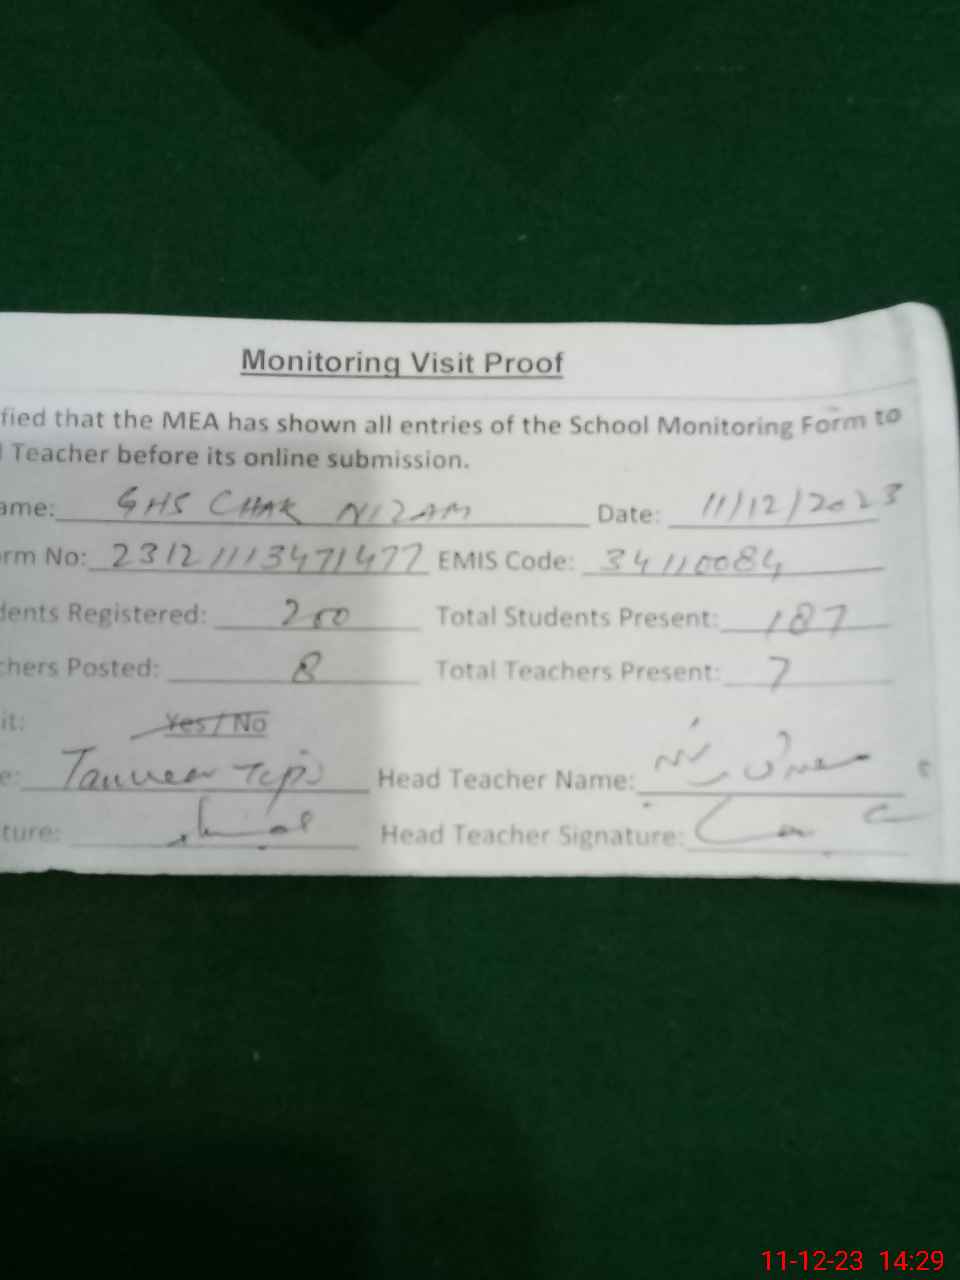 Monitoring Visit Proof
fied that the MEA has shown all entries of the School Monitoring Form to
Teacher before its online submission.
ame: GHS CHAK NIZAM Date: 11/12/2023
rm No: 23121113471477 EMIS Code: 34110084
dents Registered: 200 Total Students Present: 187
chers Posted: 8 Total Teachers Present: 7
it: Yes / No
e: Head Teacher Name:
ture: Head Teacher Signature:
11-12-23 14:29